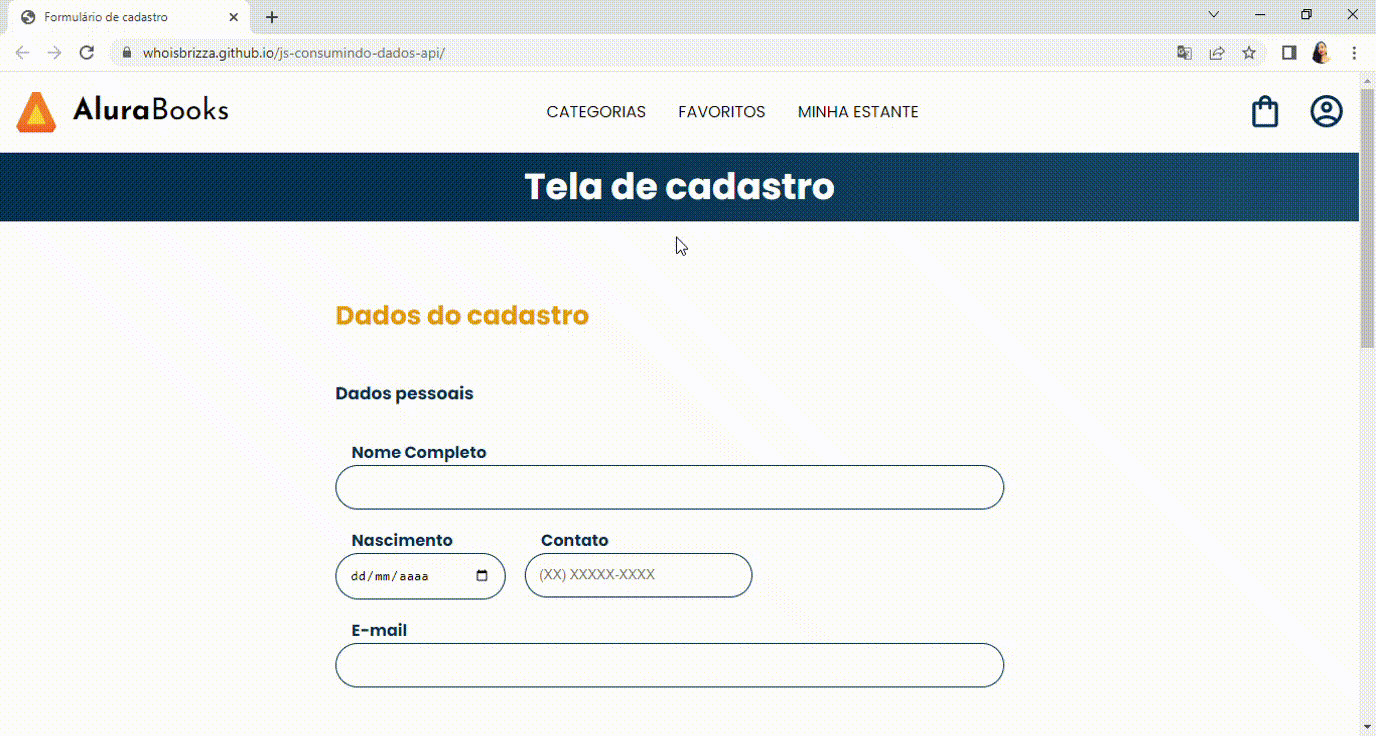 Formulário de cadastro
whoisbrizza.github.io/js-consumindo-dados-api/
AluraBooks CATEGORIAS FAVORITOS MINHA ESTANTE
Tela de cadastro
Dados do cadastro
Dados pessoais
Nome Completo
Nascimento Contato
dd/mm/aaaa (XX) XXXXX-XXXX
E-mail